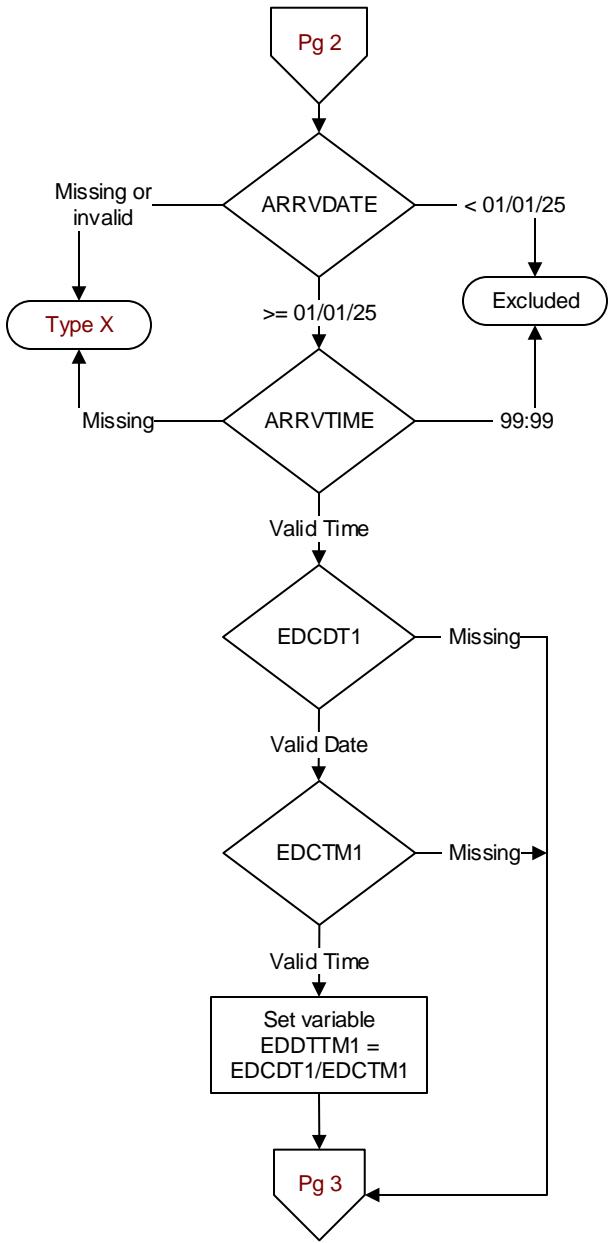 Pg 2
ARRVDATE
Missing or
invalid
< 01/01/25
>= 01/01/25
Type X
Excluded
ARRVTIME
Missing
99:99
Valid Time
EDCDT1
Missing
Valid Date
EDCTM1
Missing
Valid Time
Set variable
EDDTTM1 =
EDCDT1/EDCTM1
Pg 3